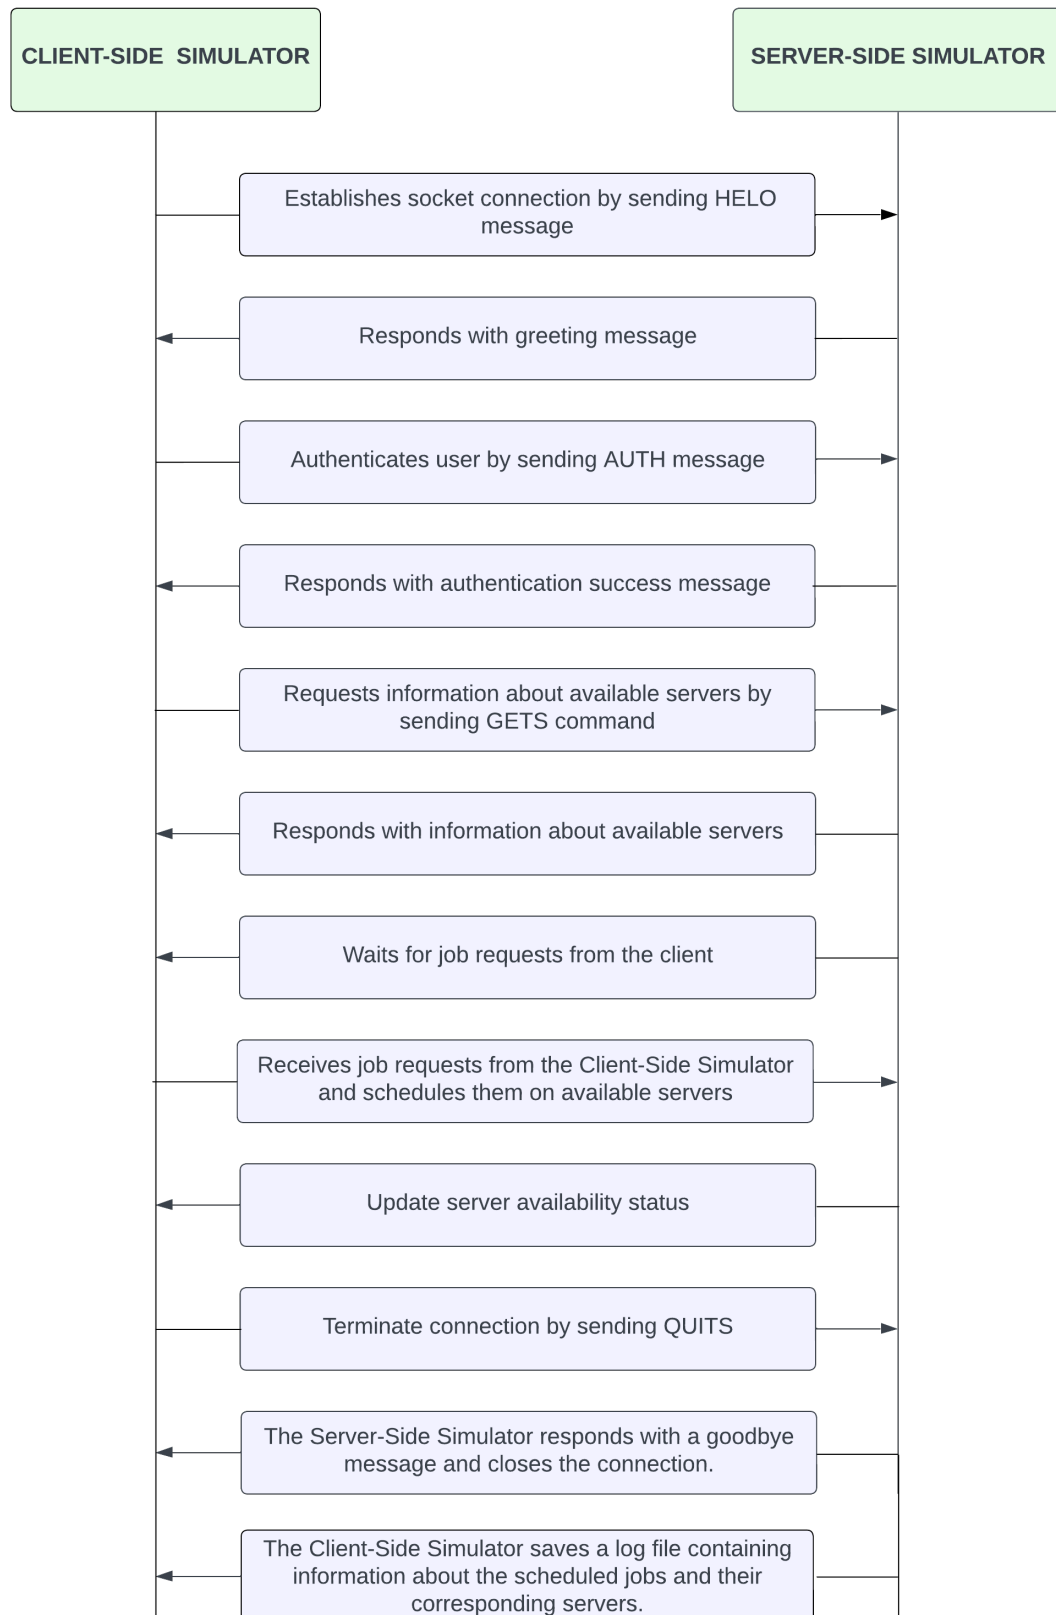 CLIENT-SIDE  SIMULATOR
SERVER-SIDE SIMULATOR
Establishes socket connection by sending HELO
message
Responds with greeting message
Authenticates user by sending AUTH message
Responds with authentication success message
Requests information about available servers by
sending GETS command
Responds with information about available servers
Waits for job requests from the client
Receives job requests from the Client-Side Simulator
and schedules them on available servers
Update server availability status
Terminate connection by sending QUITS
The Server-Side Simulator responds with a goodbye
message and closes the connection.
The Client-Side Simulator saves a log file containing
information about the scheduled jobs and their
corresponding servers.